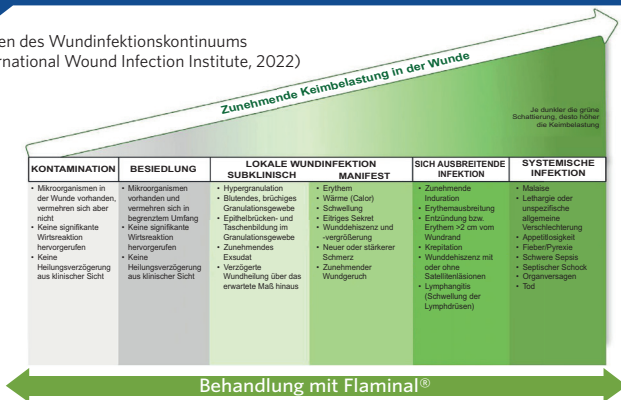 en des Wundinfektionskontinuums
ernational Wound Infection Institute, 2022)
Zunehmende Keimbelastung in der Wunde
Je dunkler die grüne
Schattierung, desto höher
die Keimbelastung
KONTAMINATION
• Mikroorganismen in
der Wunde vorhanden,
vermehren sich aber
nicht
• Keine signifikante
Wirtsreaktion
hervorgerufen
• Keine
Heilungsverzögerung
aus klinischer Sicht
BESIEDLUNG
• Mikroorganismen
vorhanden und
vermehren sich in
begrenztem Umfang
• Keine signifikante
Wirtsreaktion
hervorgerufen
• Keine
Heilungsverzögerung
aus klinischer Sicht
LOKALE WUNDINFEKTION
SUBKLINISCH
• Hypergranulation
• Blutendes, brüchiges
Granulationsgewebe
• Epithelbrücken- und
Taschenbildung im
Granulationsgewebe
• Zunehmendes
Exsudat
• Verzögerte
Wundheilung über das
erwartete Maß hinaus
MANIFEST
• Erythem
• Wärme (Calor)
• Schwellung
• Eitriges Sekret
• Wunddehiszenz und
-vergrößerung
• Neuer oder stärkerer
Schmerz
• Zunehmender
Wundgeruch
SICH AUSBREITENDE
INFEKTION
• Zunehmende
Induration
• Erythemausbreitung
• Entzündung bzw.
Erythem >2 cm vom
Wundrand
• Krepitation
• Wunddehiszenz mit
oder ohne
Satellitenläsionen
• Lymphangitis
(Schwellung der
Lymphdrüsen)
SYSTEMISCHE
INFEKTION
• Malaise
• Lethargie oder
unspezifische
allgemeine
Verschlechterung
• Appetitlosigkeit
• Fieber/Pyrexie
• Schwere Sepsis
• Septischer Schock
• Organversagen
• Tod
Behandlung mit Flaminal®